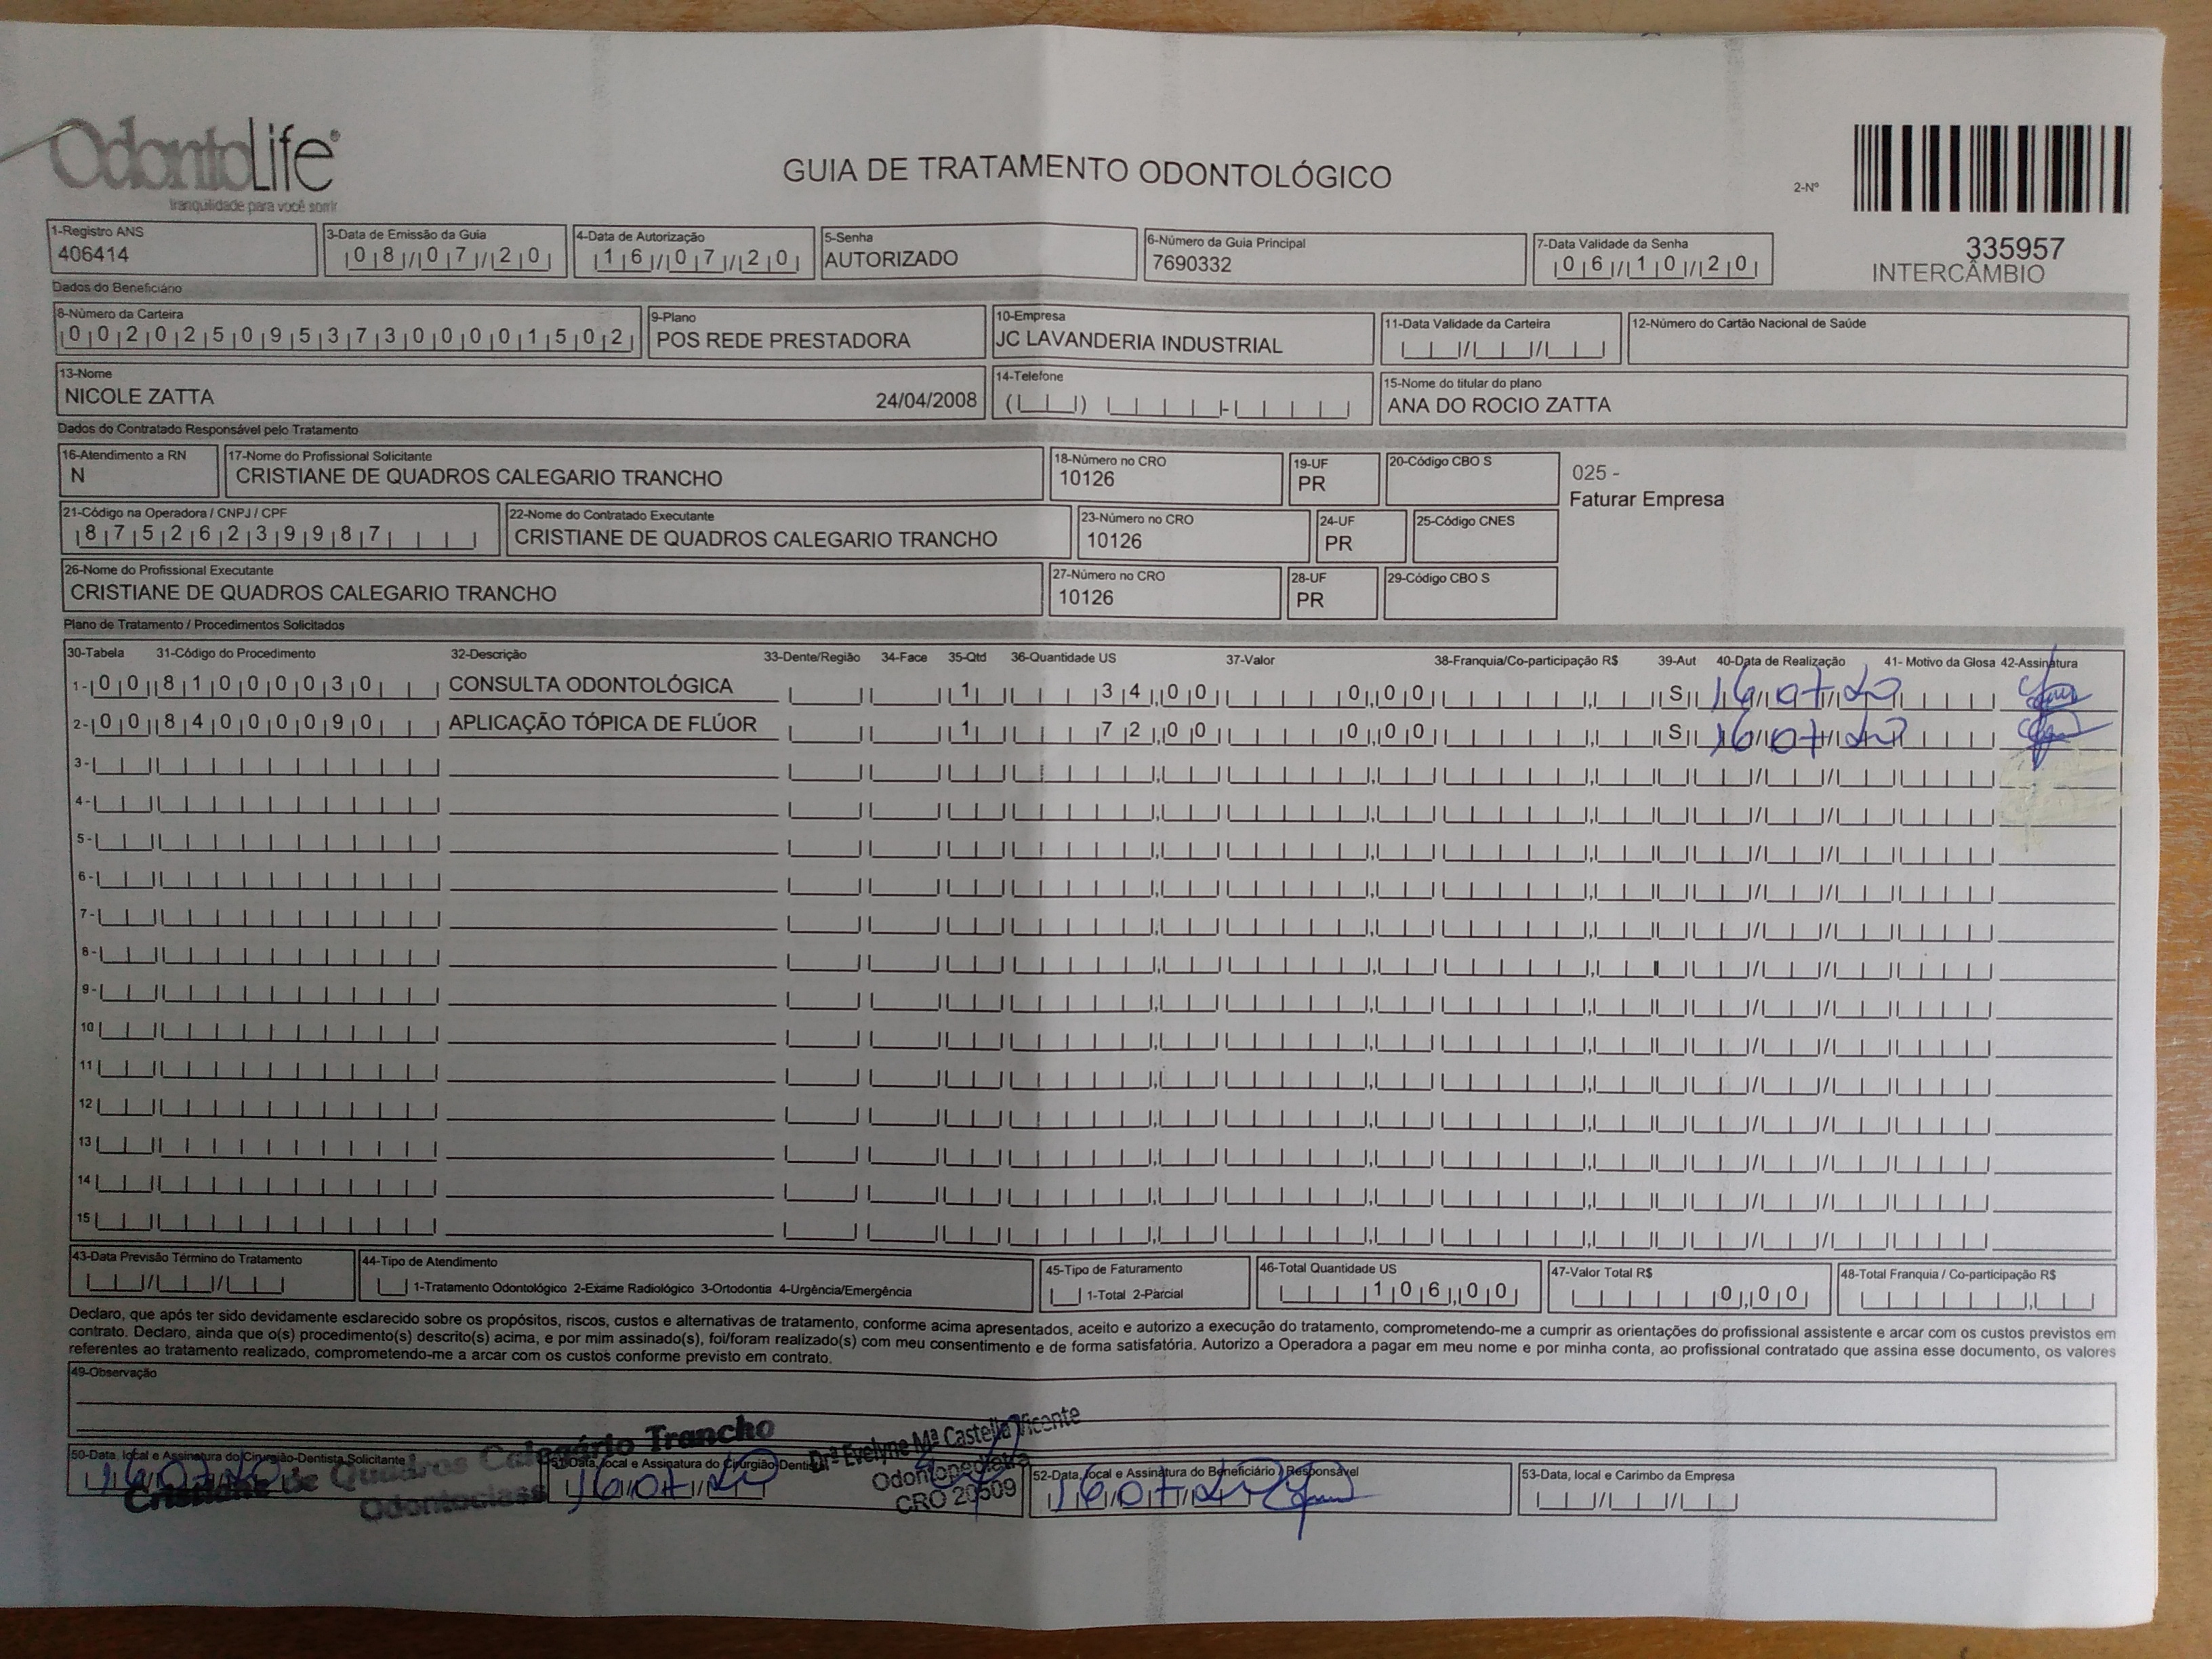 OdontoLife®
tranquilidade para você sorrir
GUIA DE TRATAMENTO ODONTOLÓGICO
2-Nº
335957
INTERCÂMBIO
1-Registro ANS
406414
3-Data de Emissão da Guia
08/07/20
4-Data de Autorização
16/07/20
5-Senha
AUTORIZADO
6-Número da Guia Principal
7690332
7-Data Validade da Senha
06/10/20
Dados do Beneficiário
8-Número da Carteira
00202509537300001502
9-Plano
POS REDE PRESTADORA
10-Empresa
JC LAVANDERIA INDUSTRIAL
11-Data Validade da Carteira
12-Número do Cartão Nacional de Saúde
13-Nome
NICOLE ZATTA 24/04/2008
14-Telefone
15-Nome do titular do plano
ANA DO ROCIO ZATTA
Dados do Contratado Responsável pelo Tratamento
16-Atendimento a RN
N
17-Nome do Profissional Solicitante
CRISTIANE DE QUADROS CALEGARIO TRANCHO
18-Número no CRO
10126
19-UF
PR
20-Código CBO S
025 -
Faturar Empresa
21-Código na Operadora / CNPJ / CPF
87526239987
22-Nome do Contratado Executante
CRISTIANE DE QUADROS CALEGARIO TRANCHO
23-Número no CRO
10126
24-UF
PR
25-Código CNES
26-Nome do Profissional Executante
CRISTIANE DE QUADROS CALEGARIO TRANCHO
27-Número no CRO
10126
28-UF
PR
29-Código CBO S
Plano de Tratamento / Procedimentos Solicitados
30-Tabela 31-Código do Procedimento 32-Descrição 33-Dente/Região 34-Face 35-Qtd 36-Quantidade US 37-Valor 38-Franquia/Co-participação R$ 39-Aut 40-Data de Realização 41- Motivo da Glosa 42-Assinatura
1- 00 81000030 CONSULTA ODONTOLÓGICA 1 34,00 0,00 S 16/07/20
2- 00 84000090 APLICAÇÃO TÓPICA DE FLÚOR 1 72,00 0,00 S 16/07/20
3-
4-
5-
6-
7-
8-
9-
10
11
12
13
14
15
43-Data Previsão Término do Tratamento
44-Tipo de Atendimento
1-Tratamento Odontológico 2-Exame Radiológico 3-Ortodontia 4-Urgência/Emergência
45-Tipo de Faturamento
1-Total 2-Parcial
46-Total Quantidade US
106,00
47-Valor Total R$
0,00
48-Total Franquia / Co-participação R$
Declaro, que após ter sido devidamente esclarecido sobre os propósitos, riscos, custos e alternativas de tratamento, conforme acima apresentados, aceito e autorizo a execução do tratamento, comprometendo-me a cumprir as orientações do profissional assistente e arcar com os custos previstos em
contrato. Declaro, ainda que o(s) procedimento(s) descrito(s) acima, e por mim assinado(s), foi/foram realizado(s) com meu consentimento e de forma satisfatória. Autorizo a Operadora a pagar em meu nome e por minha conta, ao profissional contratado que assina esse documento, os valores
referentes ao tratamento realizado, comprometendo-me a arcar com os custos conforme previsto em contrato.
49-Observação
50-Data, local e Assinatura do Cirurgião-Dentista Solicitante
16/07/20
Cristiane de Quadros Calegário Trancho
Odontoclass
51-Data, local e Assinatura do Cirurgião-Dentista
16/07/20
Drª Evelyne Mª Castella Vicente
Odontopediatra
CRO 20509
52-Data, local e Assinatura do Beneficiário / Responsável
16/07/20
53-Data, local e Carimbo da Empresa